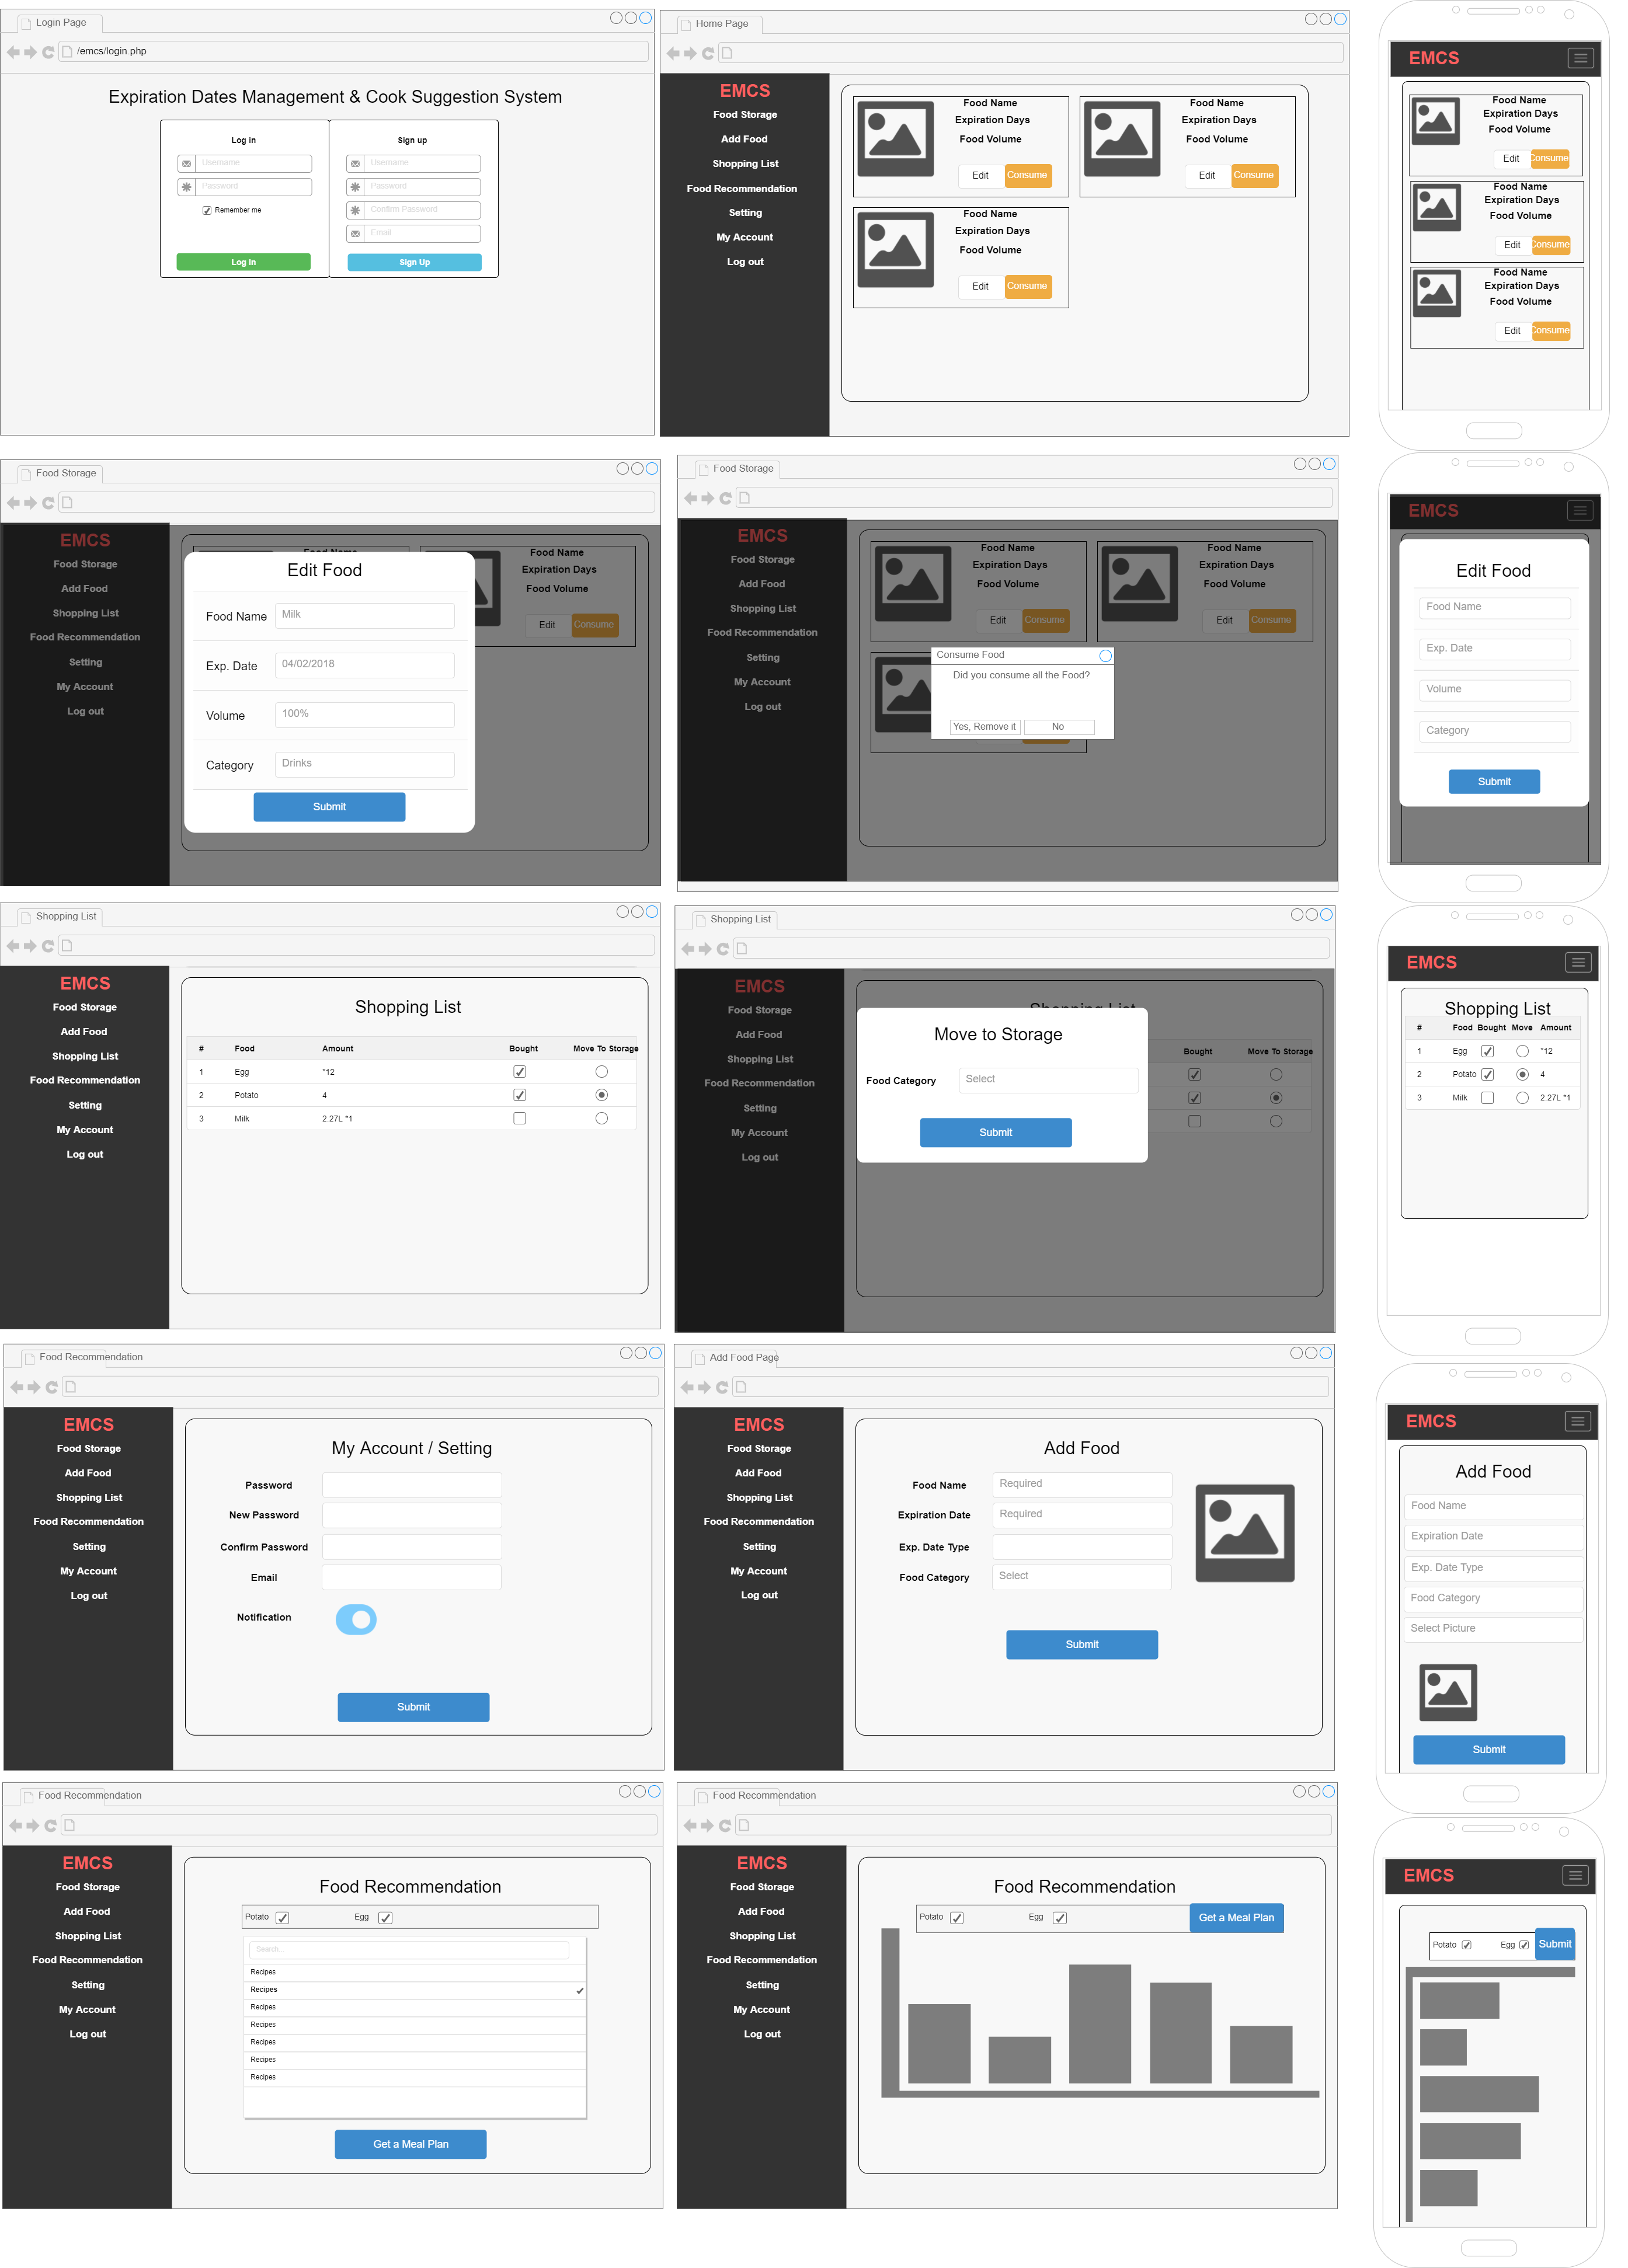 Login Page
/emcs/login.php
Expiration Dates Management & Cook Suggestion System
Log in
Username
Password
Remember me
Log In
Sign up
Username
Password
Confirm Password
Email
Sign Up
Home Page
EMCS
Food Storage
Add Food
Shopping List
Food Recommendation
Setting
My Account
Log out
Food Name
Expiration Days
Food Volume
Edit
Consume
Food Name
Expiration Days
Food Volume
Edit
Consume
Food Name
Expiration Days
Food Volume
Edit
Consume
EMCS
Food Name
Expiration Days
Food Volume
Edit
Consume
Food Name
Expiration Days
Food Volume
Edit
Consume
Food Name
Expiration Days
Food Volume
Edit
Consume
Food Storage
EMCS
Food Storage
Add Food
Shopping List
Food Recommendation
Setting
My Account
Log out
Food Name
Food Name
Expiration Days
Food Volume
Edit
Consume
Edit Food
Food Name Milk
Exp. Date 04/02/2018
Volume 100%
Category Drinks
Submit
Food Storage
EMCS
Food Storage
Add Food
Shopping List
Food Recommendation
Setting
My Account
Log out
Food Name
Expiration Days
Food Volume
Edit
Consume
Food Name
Expiration Days
Food Volume
Edit
Consume
Consume Food
Did you consume all the Food?
Yes, Remove it No
EMCS
Edit Food
Food Name
Exp. Date
Volume
Category
Submit
Shopping List
EMCS
Food Storage
Add Food
Shopping List
Food Recommendation
Setting
My Account
Log out
Shopping List
# Food Amount Bought Move To Storage
1 Egg *12
2 Potato 4
3 Milk 2.27L *1
Shopping List
EMCS
Food Storage
Add Food
Shopping List
Food Recommendation
Setting
My Account
Log out
Shopping List
Bought Move To Storage
Move to Storage
Food Category Select
Submit
EMCS
Shopping List
# Food Bought Move Amount
1 Egg *12
2 Potato 4
3 Milk 2.27L *1
Food Recommendation
EMCS
Food Storage
Add Food
Shopping List
Food Recommendation
Setting
My Account
Log out
My Account / Setting
Password
New Password
Confirm Password
Email
Notification
Submit
Add Food Page
EMCS
Food Storage
Add Food
Shopping List
Food Recommendation
Setting
My Account
Log out
Add Food
Food Name Required
Expiration Date Required
Exp. Date Type
Food Category Select
Submit
EMCS
Add Food
Food Name
Expiration Date
Exp. Date Type
Food Category
Select Picture
Submit
Food Recommendation
EMCS
Food Storage
Add Food
Shopping List
Food Recommendation
Setting
My Account
Log out
Food Recommendation
Potato Egg
Search...
Recipes
Recipes
Recipes
Recipes
Recipes
Recipes
Recipes
Get a Meal Plan
Food Recommendation
EMCS
Food Storage
Add Food
Shopping List
Food Recommendation
Setting
My Account
Log out
Food Recommendation
Potato Egg Get a Meal Plan
EMCS
Potato Egg Submit